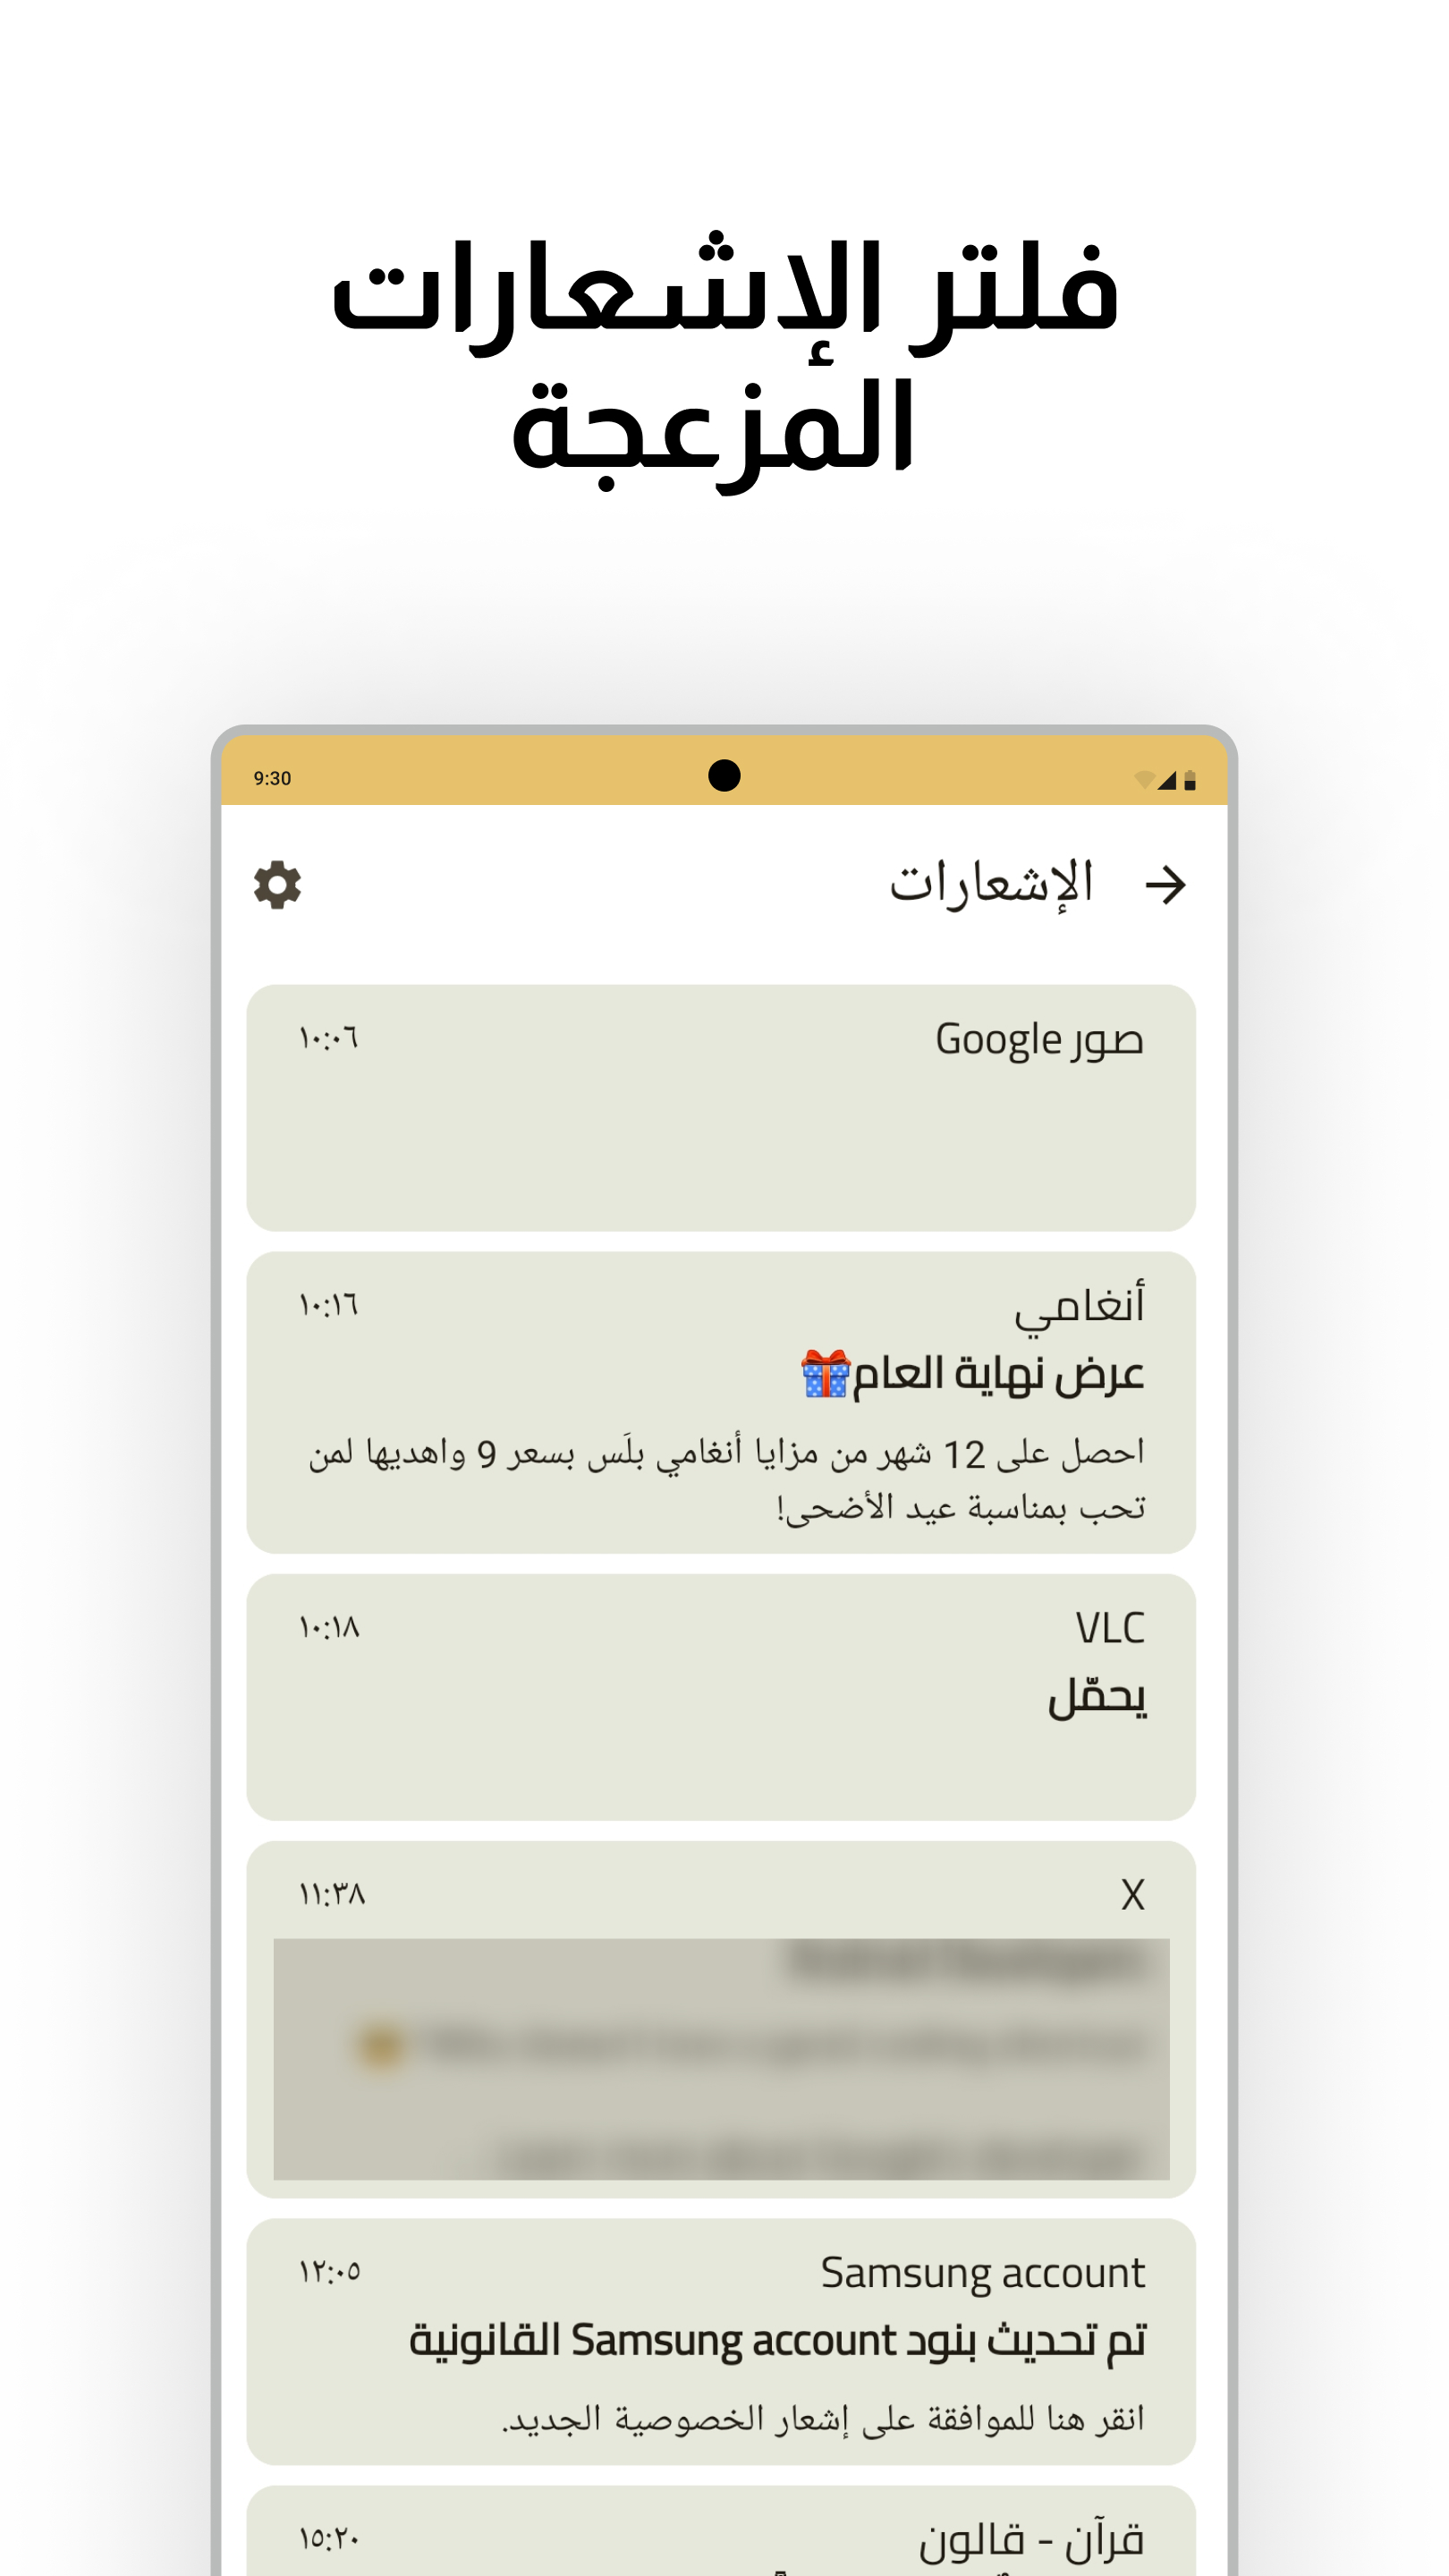 فلتر الإشعارات
المزعجة
9:30
الإشعارات
صور Google
١٠:٠٦
أنغامي
١٠:١٦
عرض نهاية العام🎁
احصل على 12 شهر من مزايا أنغامي بلَس بسعر 9 واهديها لمن
تحب بمناسبة عيد الأضحى!
VLC
١٠:١٨
يحمّل
X
١١:٣٨
Samsung account
١٢:٠٥
تم تحديث بنود Samsung account القانونية
انقر هنا للموافقة على إشعار الخصوصية الجديد.
قرآن - قالون
١٥:٢٠